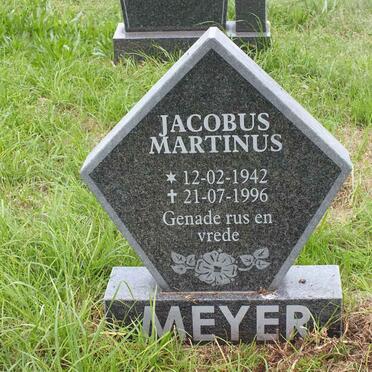 JACOBUS
MARTINUS
✶ 12-02-1942
✝ 21-07-1996
Genade rus en
vrede
MEYER